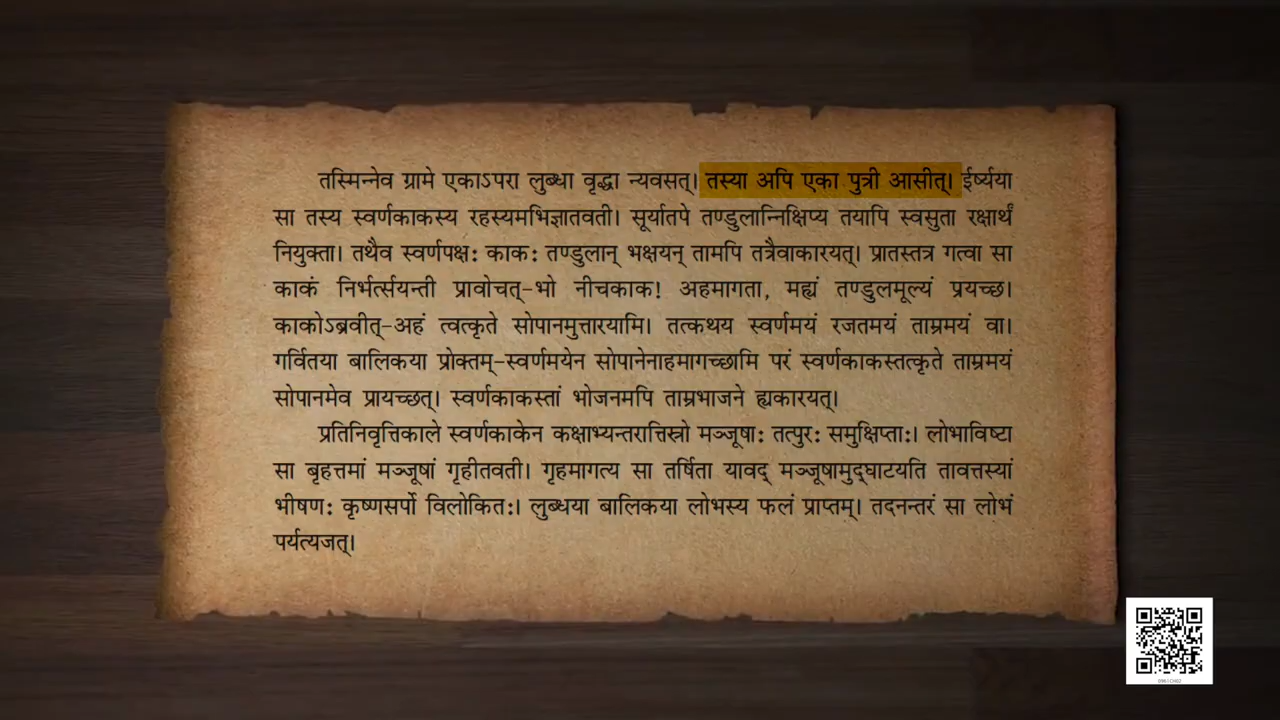 तस्मिन्नेव ग्रामे एकाऽपरा लुब्धा वृद्धा न्यवसत्। तस्या अपि एका पुत्री आसीत्। ईर्ष्यया
सा तस्य स्वर्णकाकस्य रहस्यमभिज्ञातवती। सूर्यातपे तण्डुलान्निक्षिप्य तयापि स्वसुता रक्षार्थं
नियुक्ता। तथैव स्वर्णपक्षः काकः तण्डुलान् भक्षयन् तामपि तत्रैवाकारयत्। प्रातस्तत्र गत्वा सा
काकं निर्भर्त्सयन्ती प्रावोचत्-भो नीचकाक! अहमागता, मह्यं तण्डुलमूल्यं प्रयच्छ।
काकोऽब्रवीत्-अहं त्वत्कृते सोपानमुत्तारयामि। तत्कथय स्वर्णमयं रजतमयं ताम्रमयं वा।
गर्वितया बालिकया प्रोक्तम्-स्वर्णमयेन सोपानेनाहमागच्छामि परं स्वर्णकाकस्तत्कृते ताम्रमयं
सोपानमेव प्रायच्छत्। स्वर्णकाकस्तां भोजनमपि ताम्रभाजने ह्यकारयत्।
प्रतिनिवृत्तिकाले स्वर्णकाकेन कक्षाभ्यन्तरात्तिस्रो मञ्जूषाः तत्पुरः समुत्क्षिप्ताः। लोभाविष्टा
सा बृहत्तमां मञ्जूषां गृहीतवती। गृहमागत्य सा तर्षिता यावद् मञ्जूषामुद्घाटयति तावत्तस्यां
भीषणः कृष्णसर्पो विलोकितः। लुब्धया बालिकया लोभस्य फलं प्राप्तम्। तदनन्तरं सा लोभं
पर्यत्यजत्।